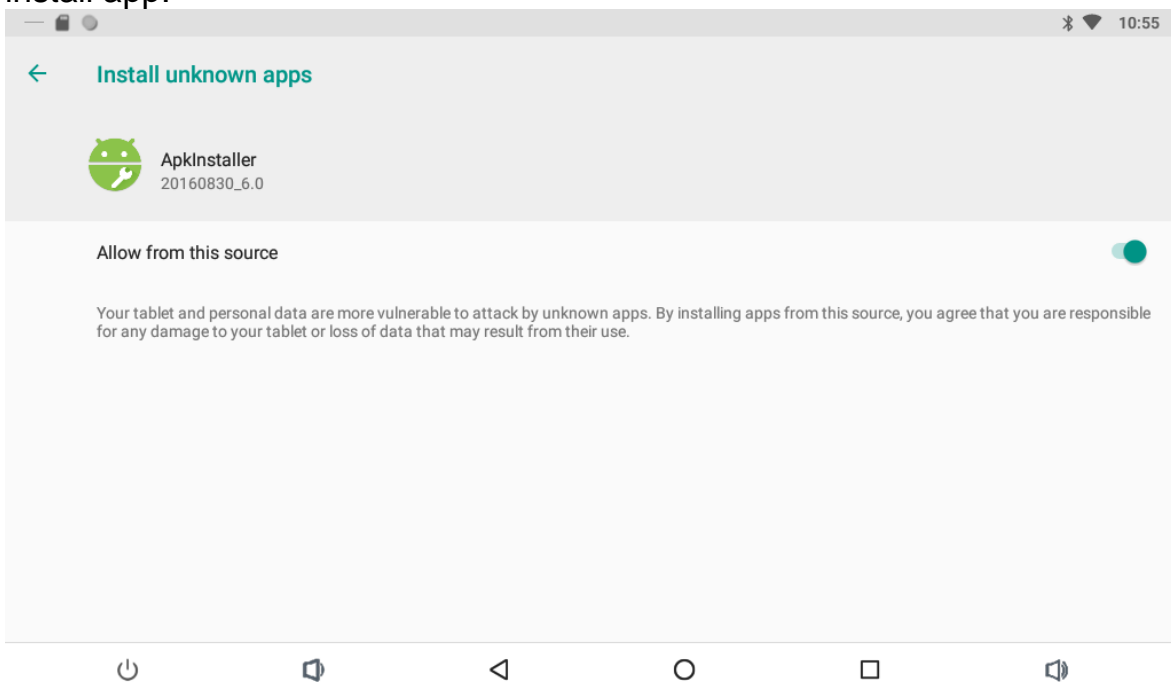 install app.
10:55
Install unknown apps
ApkInstaller
20160830_6.0
Allow from this source
Your tablet and personal data are more vulnerable to attack by unknown apps. By installing apps from this source, you agree that you are responsible
for any damage to your tablet or loss of data that may result from their use.